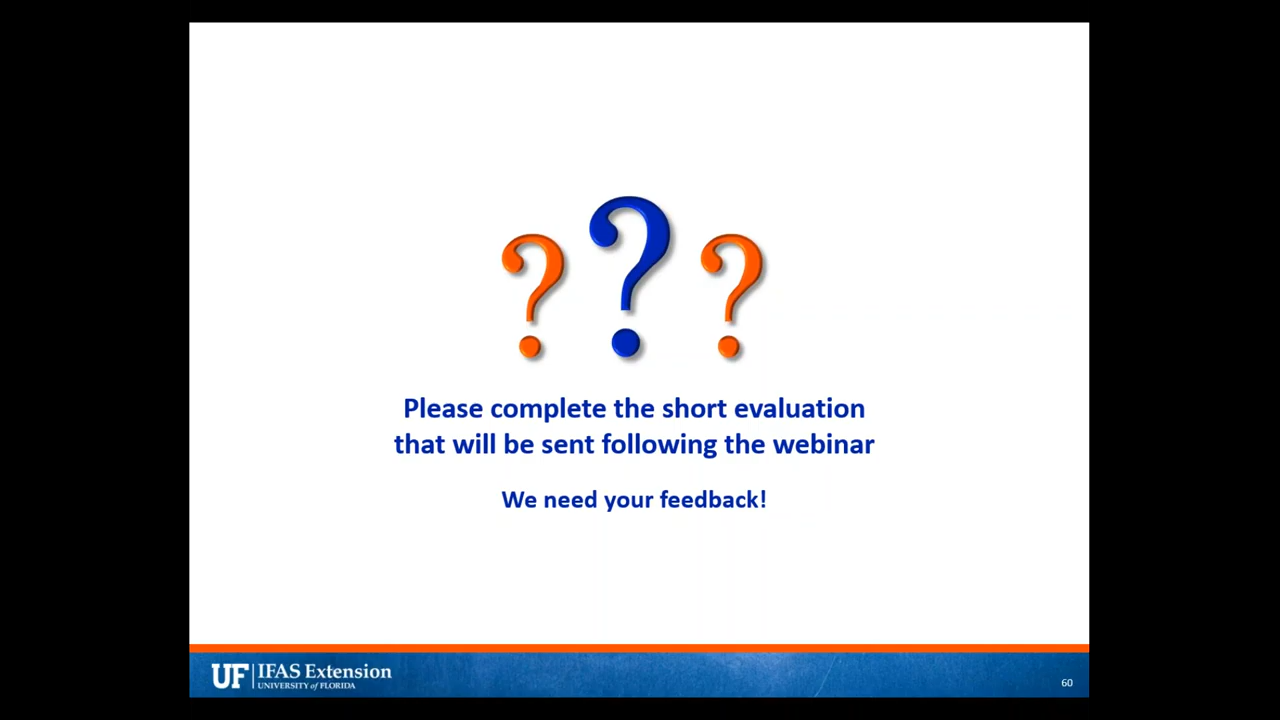 ???
Please complete the short evaluation
that will be sent following the webinar
We need your feedback!
UF IFAS Extension
UNIVERSITY of FLORIDA
60